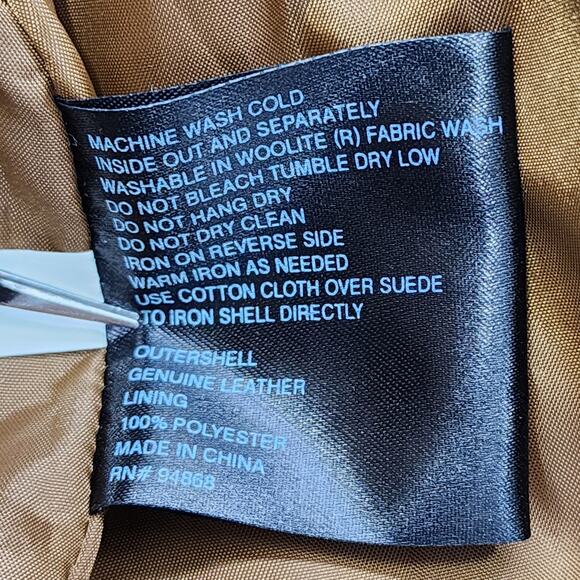 MACHINE WASH COLD
INSIDE OUT AND SEPARATELY
WASHABLE IN WOOLITE (R) FABRIC WASH
DO NOT BLEACH TUMBLE DRY LOW
DO NOT HANG DRY
DO NOT DRY CLEAN
IRON ON REVERSE SIDE
WARM IRON AS NEEDED
USE COTTON CLOTH OVER SUEDE
TO IRON SHELL DIRECTLY
OUTERSHELL
GENUINE LEATHER
LINING
100% POLYESTER
MADE IN CHINA
RN# 94868